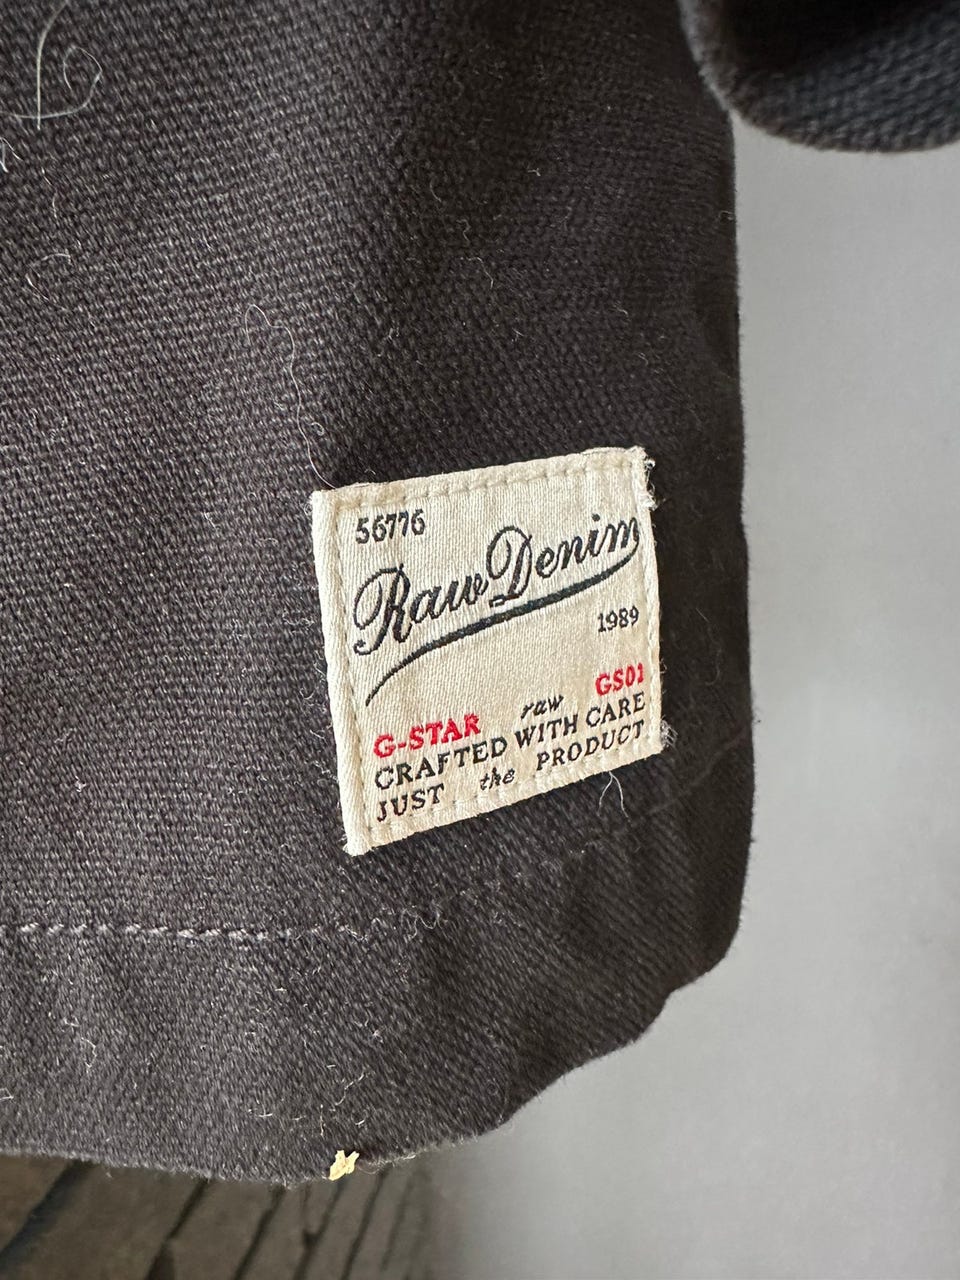 56776
Raw Denim
1989
G-STAR raw GS01
CRAFTED WITH CARE
JUST the PRODUCT